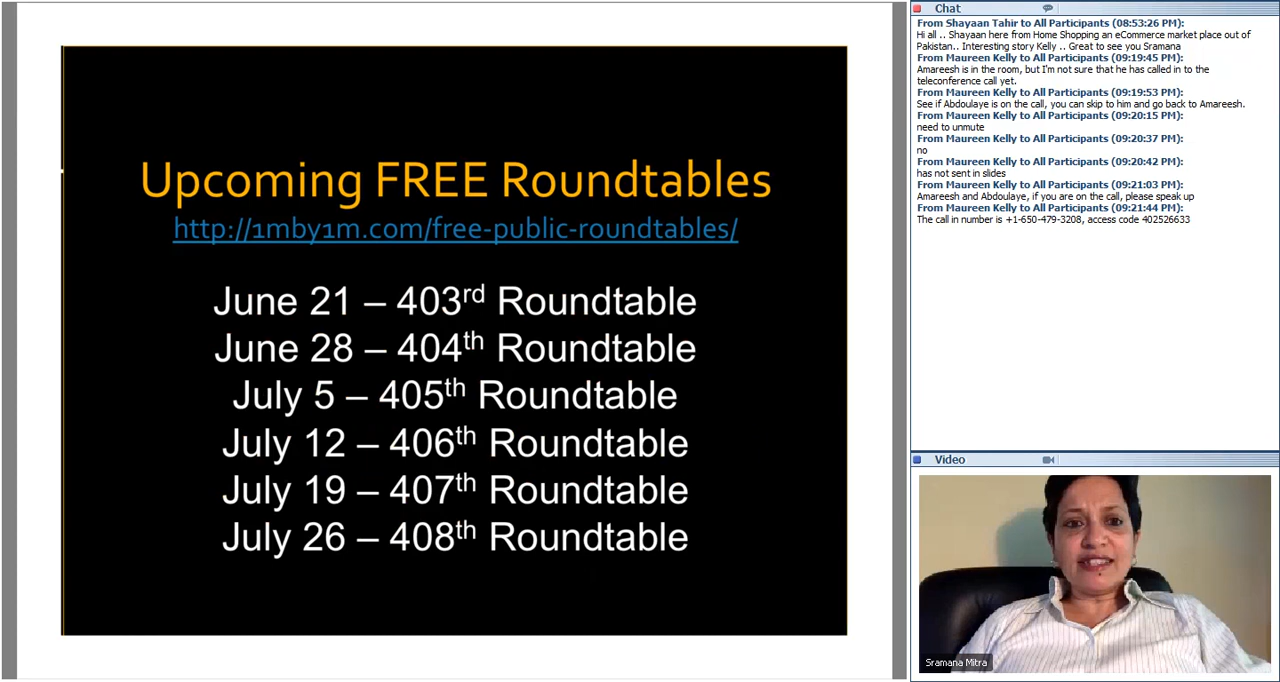 Upcoming FREE Roundtables
http://1mby1m.com/free-public-roundtables/
June 21 – 403rd Roundtable
June 28 – 404th Roundtable
July 5 – 405th Roundtable
July 12 – 406th Roundtable
July 19 – 407th Roundtable
July 26 – 408th Roundtable
Chat
From Shayaan Tahir to All Participants (08:53:26 PM):
Hi all .. Shayaan here from Home Shopping an eCommerce market place out of
Pakistan.. Interesting story Kelly .. Great to see you Sramana
From Maureen Kelly to All Participants (09:19:45 PM):
Amareesh is in the room, but I'm not sure that he has called in to the
teleconference call yet.
From Maureen Kelly to All Participants (09:19:53 PM):
See if Abdoulaye is on the call, you can skip to him and go back to Amareesh.
From Maureen Kelly to All Participants (09:20:15 PM):
need to unmute
From Maureen Kelly to All Participants (09:20:37 PM):
no
From Maureen Kelly to All Participants (09:20:42 PM):
has not sent in slides
From Maureen Kelly to All Participants (09:21:03 PM):
Amareesh and Abdoulaye, if you are on the call, please speak up
From Maureen Kelly to All Participants (09:21:44 PM):
The call in number is +1-650-479-3208, access code 402526633
Video
Sramana Mitra